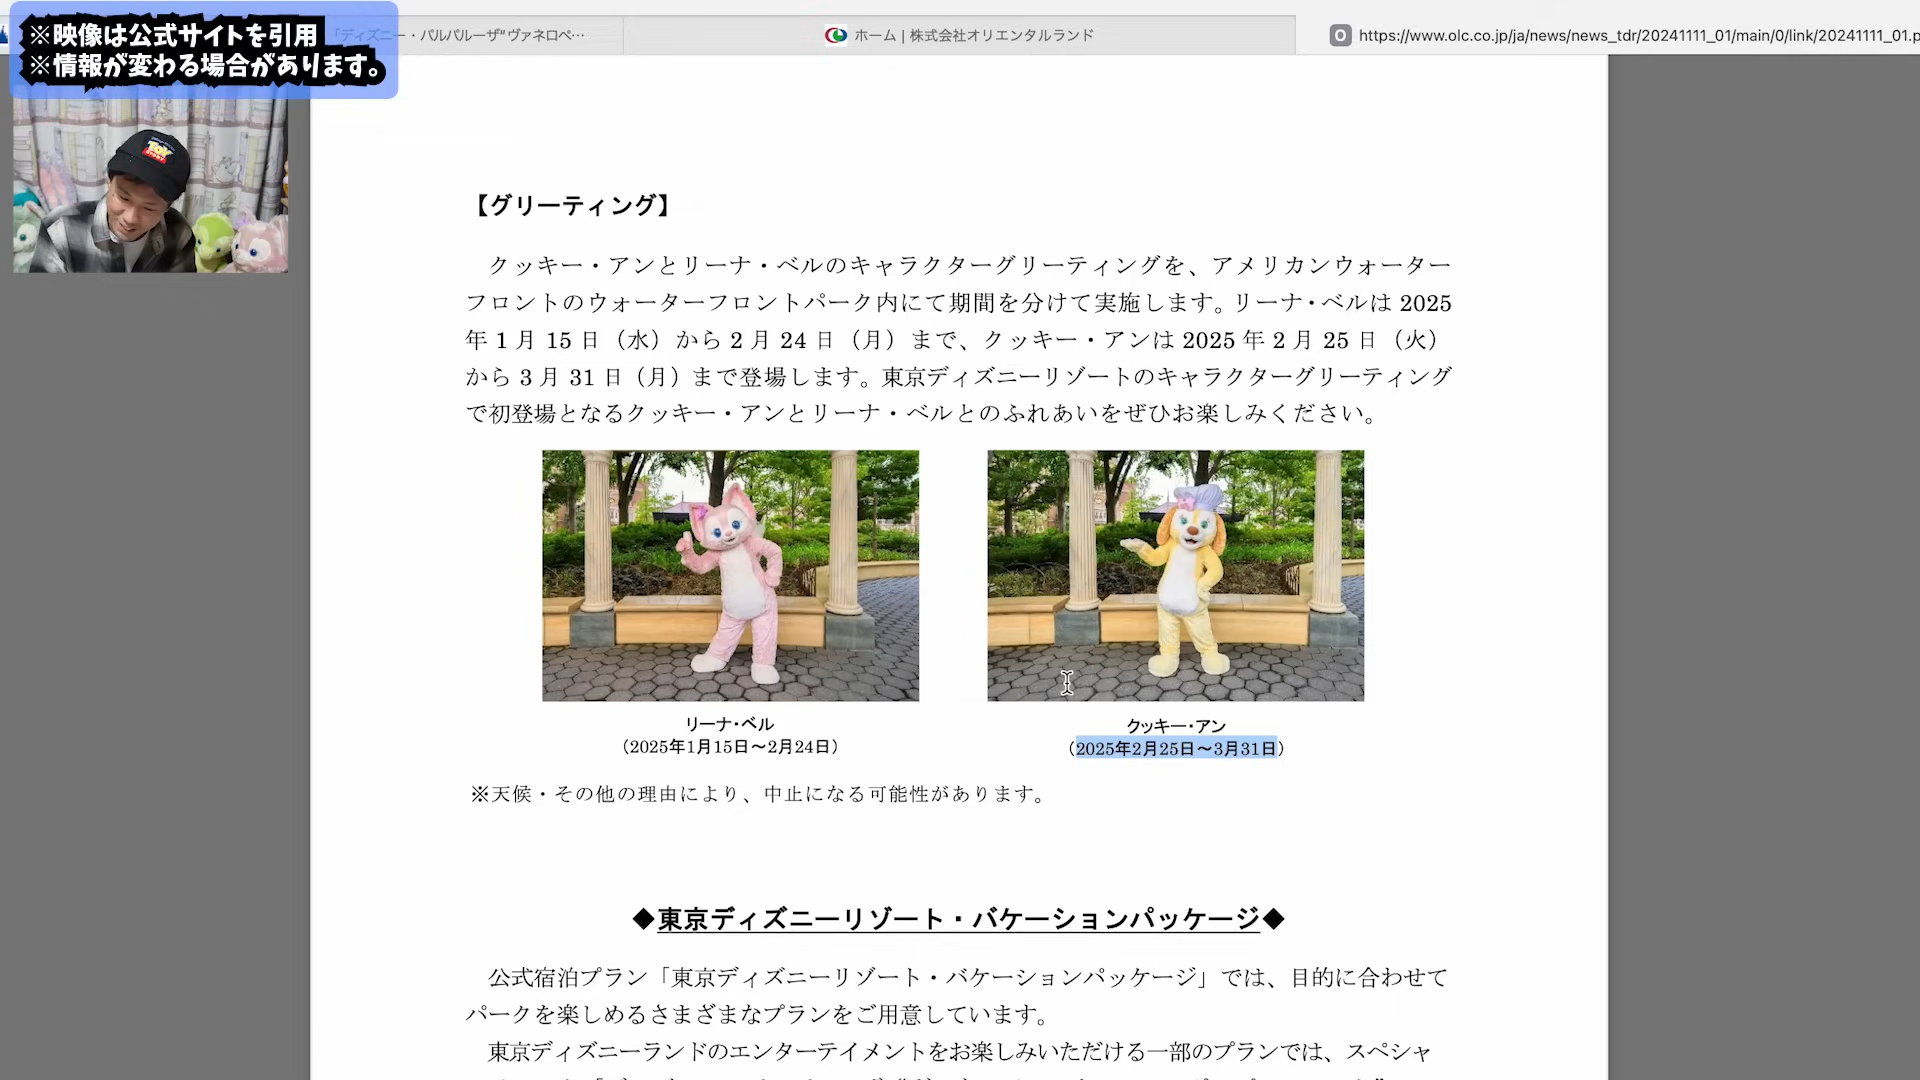 ※映像は公式サイトを引用
※情報が変わる場合があります。
「ディズニー・パルパルーザ"ヴァネロペ…
ホーム | 株式会社オリエンタルランド
https://www.olc.co.jp/ja/news/news_tdr/20241111_01/main/0/link/20241111_01.p
TOY
STORY
【グリーティング】
クッキー・アンとリーナ・ベルのキャラクターグリーティングを、アメリカンウォーター
フロントのウォーターフロントパーク内にて期間を分けて実施します。リーナ・ベルは 2025
年 1 月 15 日（水）から 2 月 24 日（月）まで、クッキー・アンは 2025 年 2 月 25 日（火）
から 3 月 31 日（月）まで登場します。東京ディズニーリゾートのキャラクターグリーティング
で初登場となるクッキー・アンとリーナ・ベルとのふれあいをぜひお楽しみください。
リーナ・ベル
（2025年1月15日〜2月24日）
クッキー・アン
（2025年2月25日〜3月31日）
※天候・その他の理由により、中止になる可能性があります。
◆東京ディズニーリゾート・バケーションパッケージ◆
公式宿泊プラン「東京ディズニーリゾート・バケーションパッケージ」では、目的に合わせて
パークを楽しめるさまざまなプランをご用意しています。
東京ディズニーランドのエンターテイメントをお楽しみいただける一部のプランでは、スペシャ